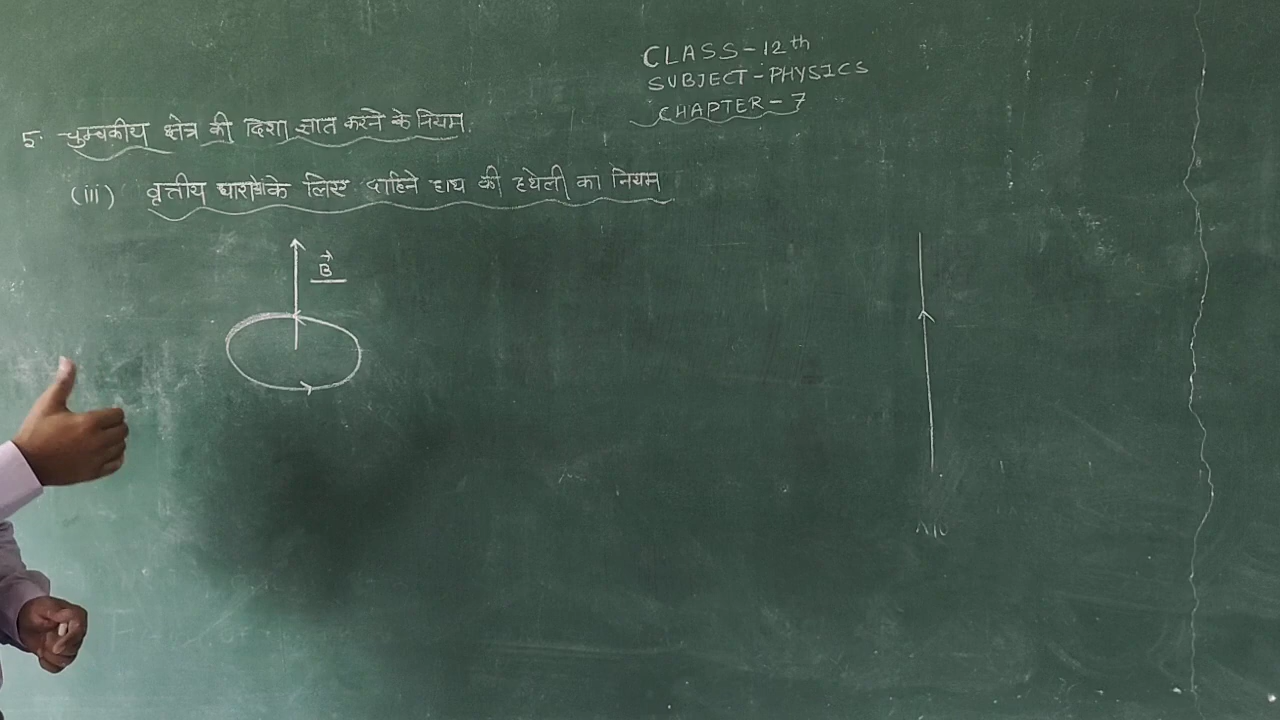 CLASS-12th
SUBJECT-PHYSICS
CHAPTER-7
5. चुम्बकीय क्षेत्र की दिशा ज्ञात करने के नियम
(iii) वृत्तीय धारा के लिए दाहिने हाथ की हथेली का नियम
B